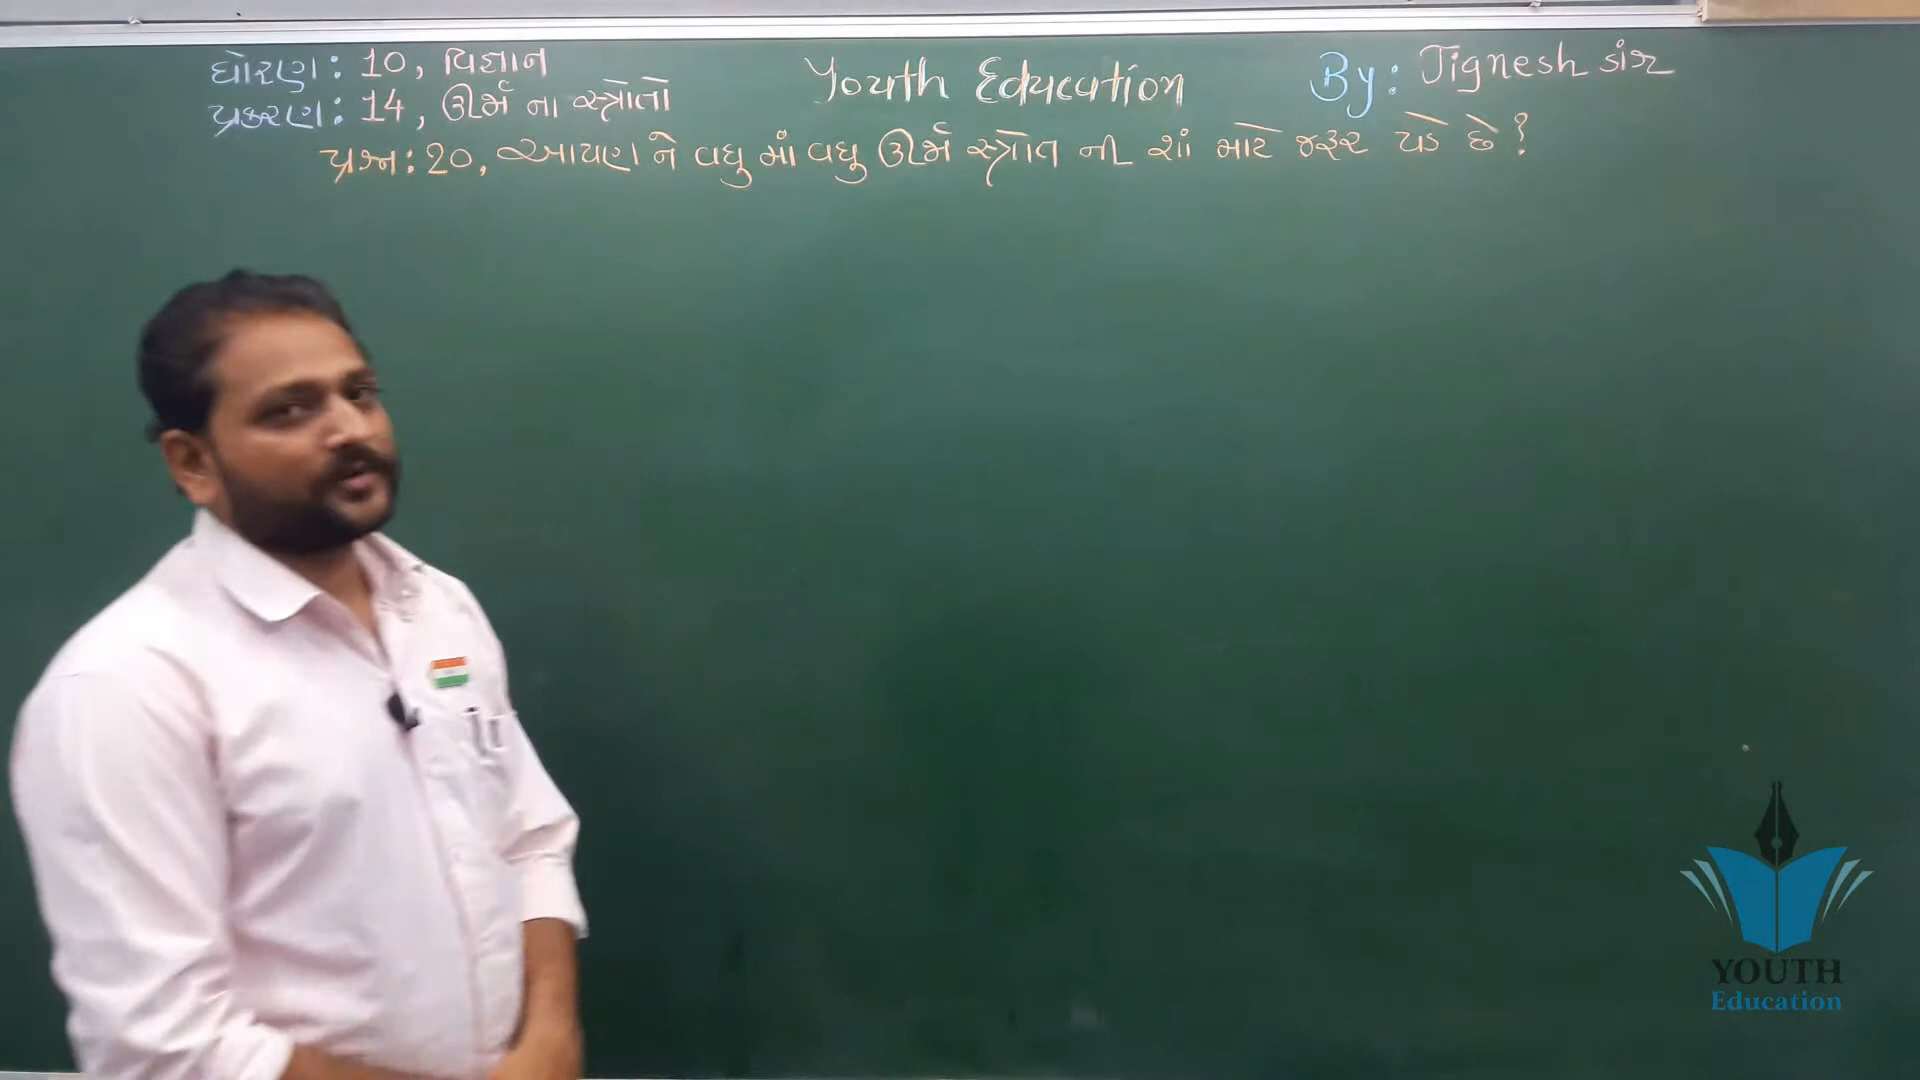 ધોરણ: 10, વિજ્ઞાન
પ્રકરણ: 14, ઊર્જા ના સ્ત્રોતો
Youth Education
By: Jignesh ડાંગર
પ્રશ્ન: 20, આપણ ને વધુ માં વધુ ઊર્જા સ્ત્રોત ની શાં માટે જરૂર પડે છે?
YOUTH
Education